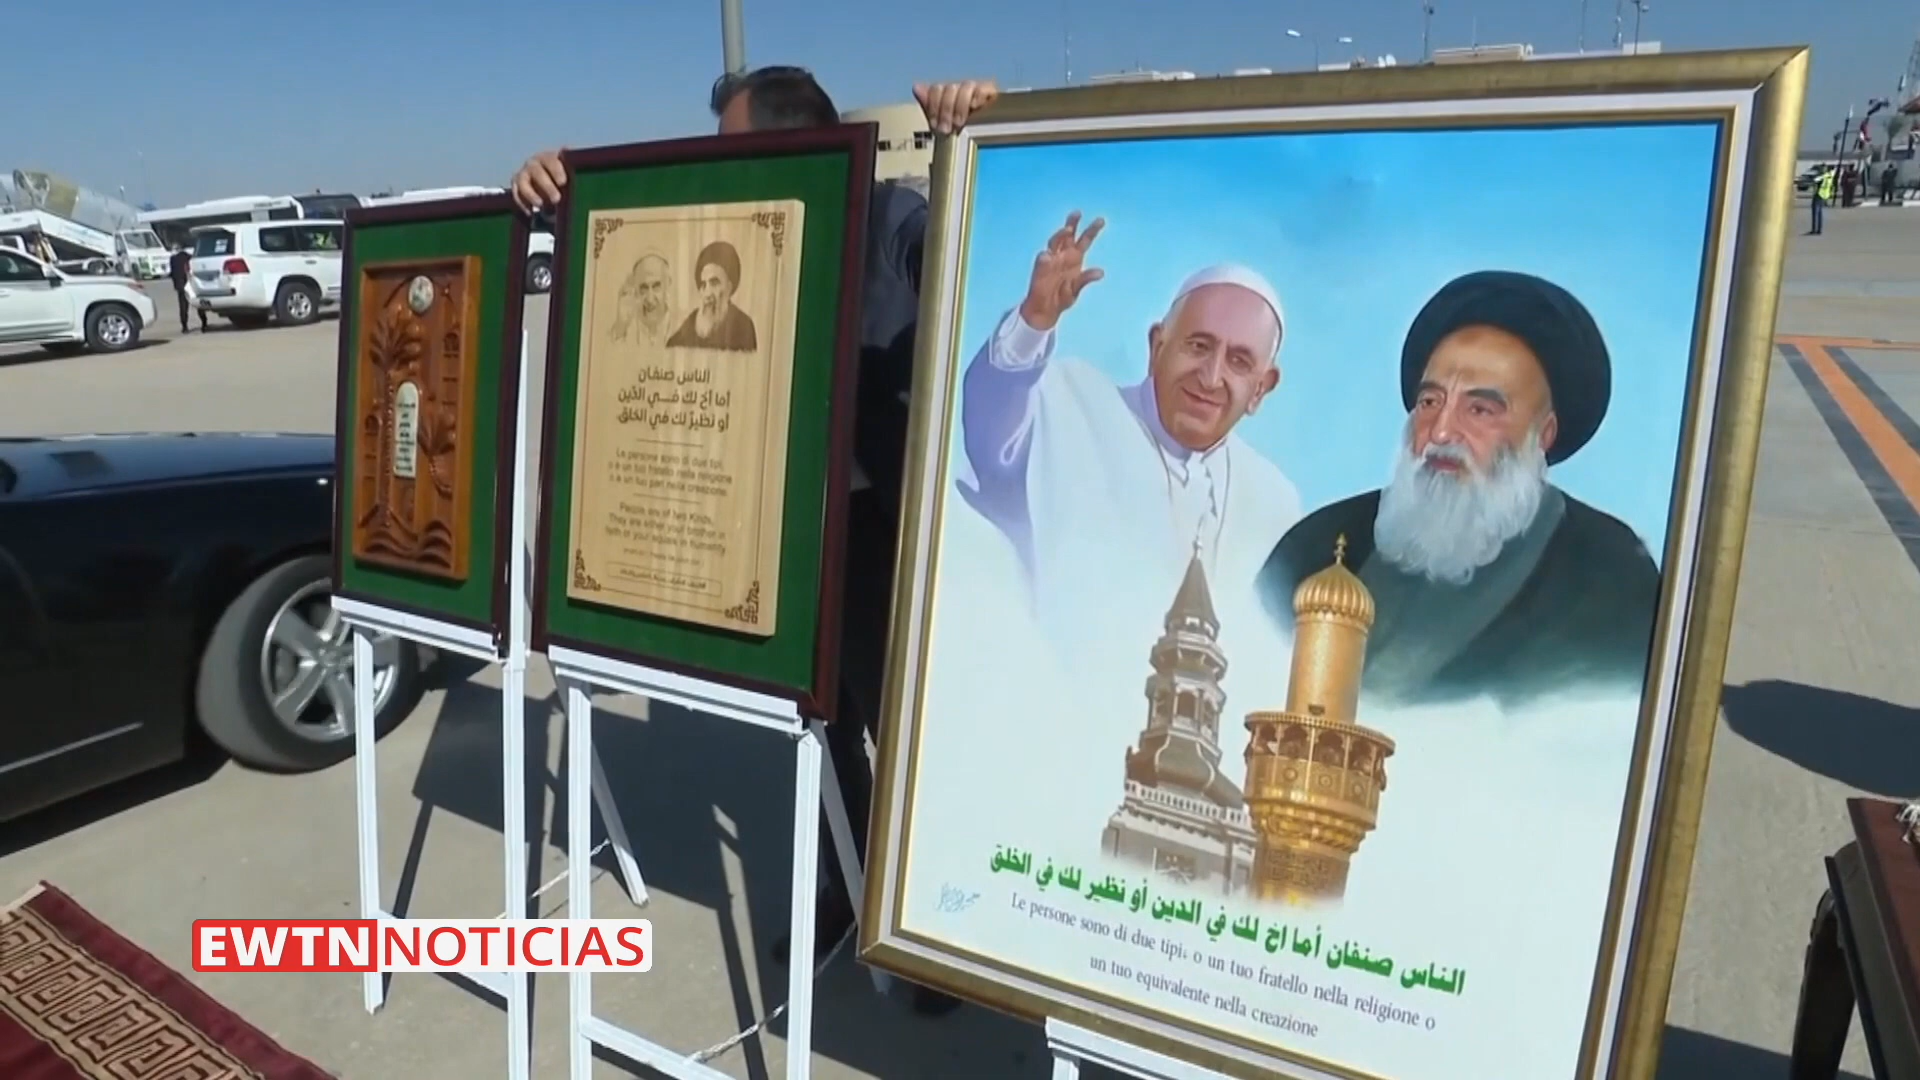 الناس صنفان
أما أخ لك في الدين
أو نظيرٌ لك في الخلق
Le persone sono di due tipi,
o è un tuo fratello nella religione
o è un tuo pari nella creazione.
People are of two Kinds,
They are either your brother in
faith or your equals in humanity
الناس صنفان أما اخ لك في الدين أو نظير لك في الخلق
Le persone sono di due tipi: o un tuo fratello nella religione o
un tuo equivalente nella creazione
EWTN NOTICIAS